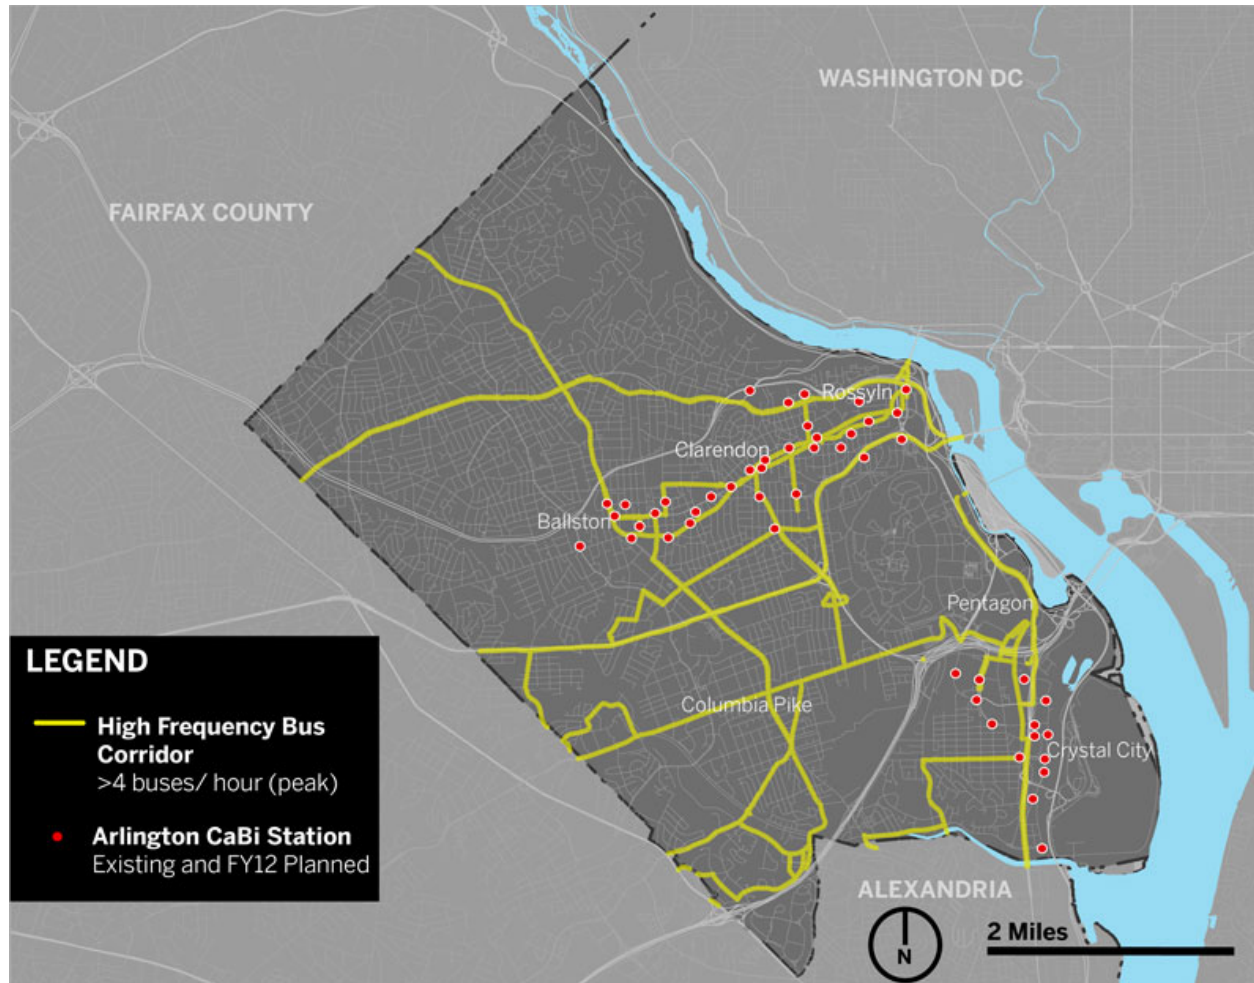 WASHINGTON DC
FAIRFAX COUNTY
Rossyln
Clarendon
Ballston
Pentagon
Columbia Pike
Crystal City
LEGEND
High Frequency Bus
Corridor
>4 buses/ hour (peak)
Arlington CaBi Station
Existing and FY12 Planned
ALEXANDRIA
N
2 Miles